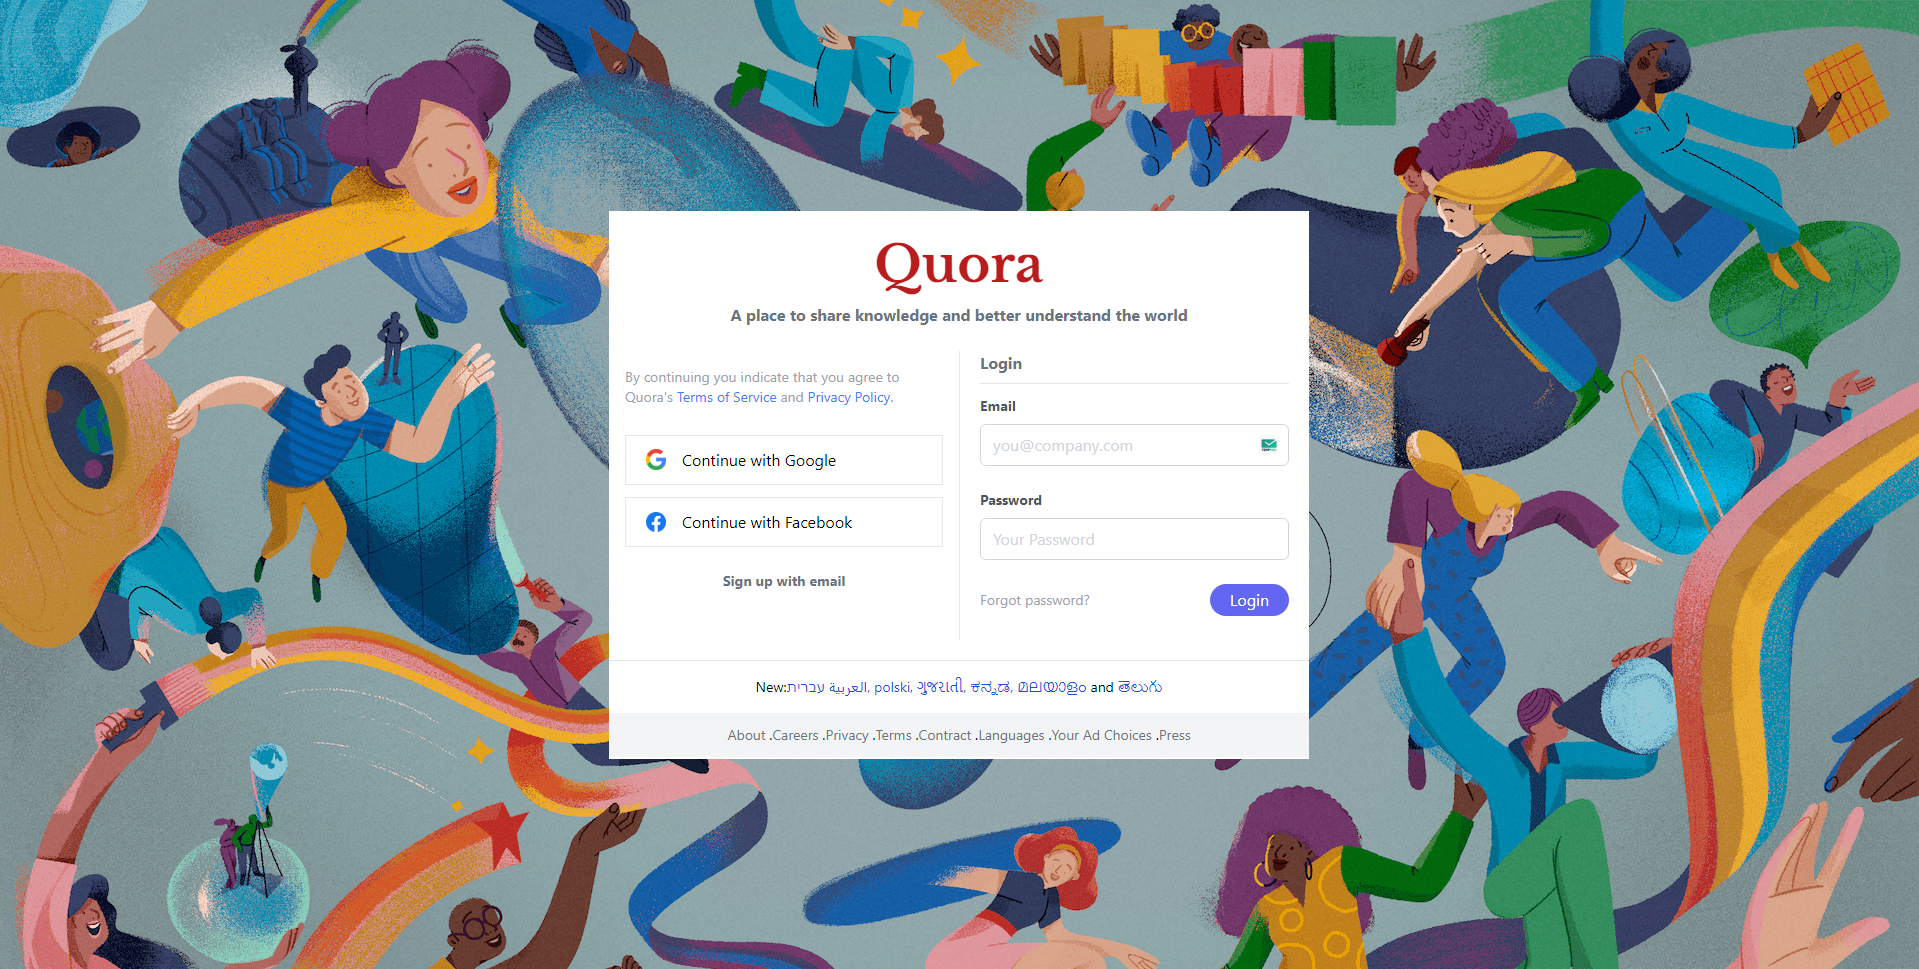 Quora
A place to share knowledge and better understand the world
By continuing you indicate that you agree to
Quora's Terms of Service and Privacy Policy.
Continue with Google
Continue with Facebook
Sign up with email
Login
Email
you@company.com
Password
Your Password
Forgot password?
Login
New:العربية עברית, polski, ગુજરાતી, ಕನ್ನಡ, മലയാളം and తెలుగు
About .Careers .Privacy .Terms .Contract .Languages .Your Ad Choices .Press